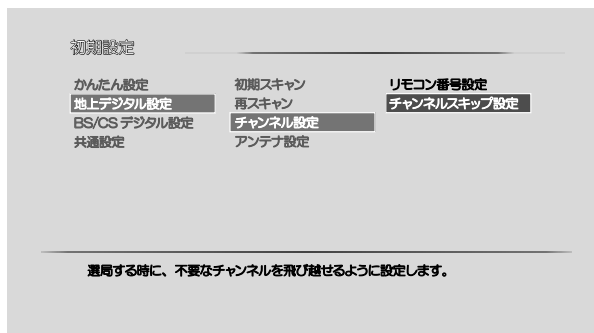 初期設定
かんたん設定
地上デジタル設定
BS/CSデジタル設定
共通設定
初期スキャン
再スキャン
チャンネル設定
アンテナ設定
リモコン番号設定
チャンネルスキップ設定
選局する時に、不要なチャンネルを飛び越せるように設定します。